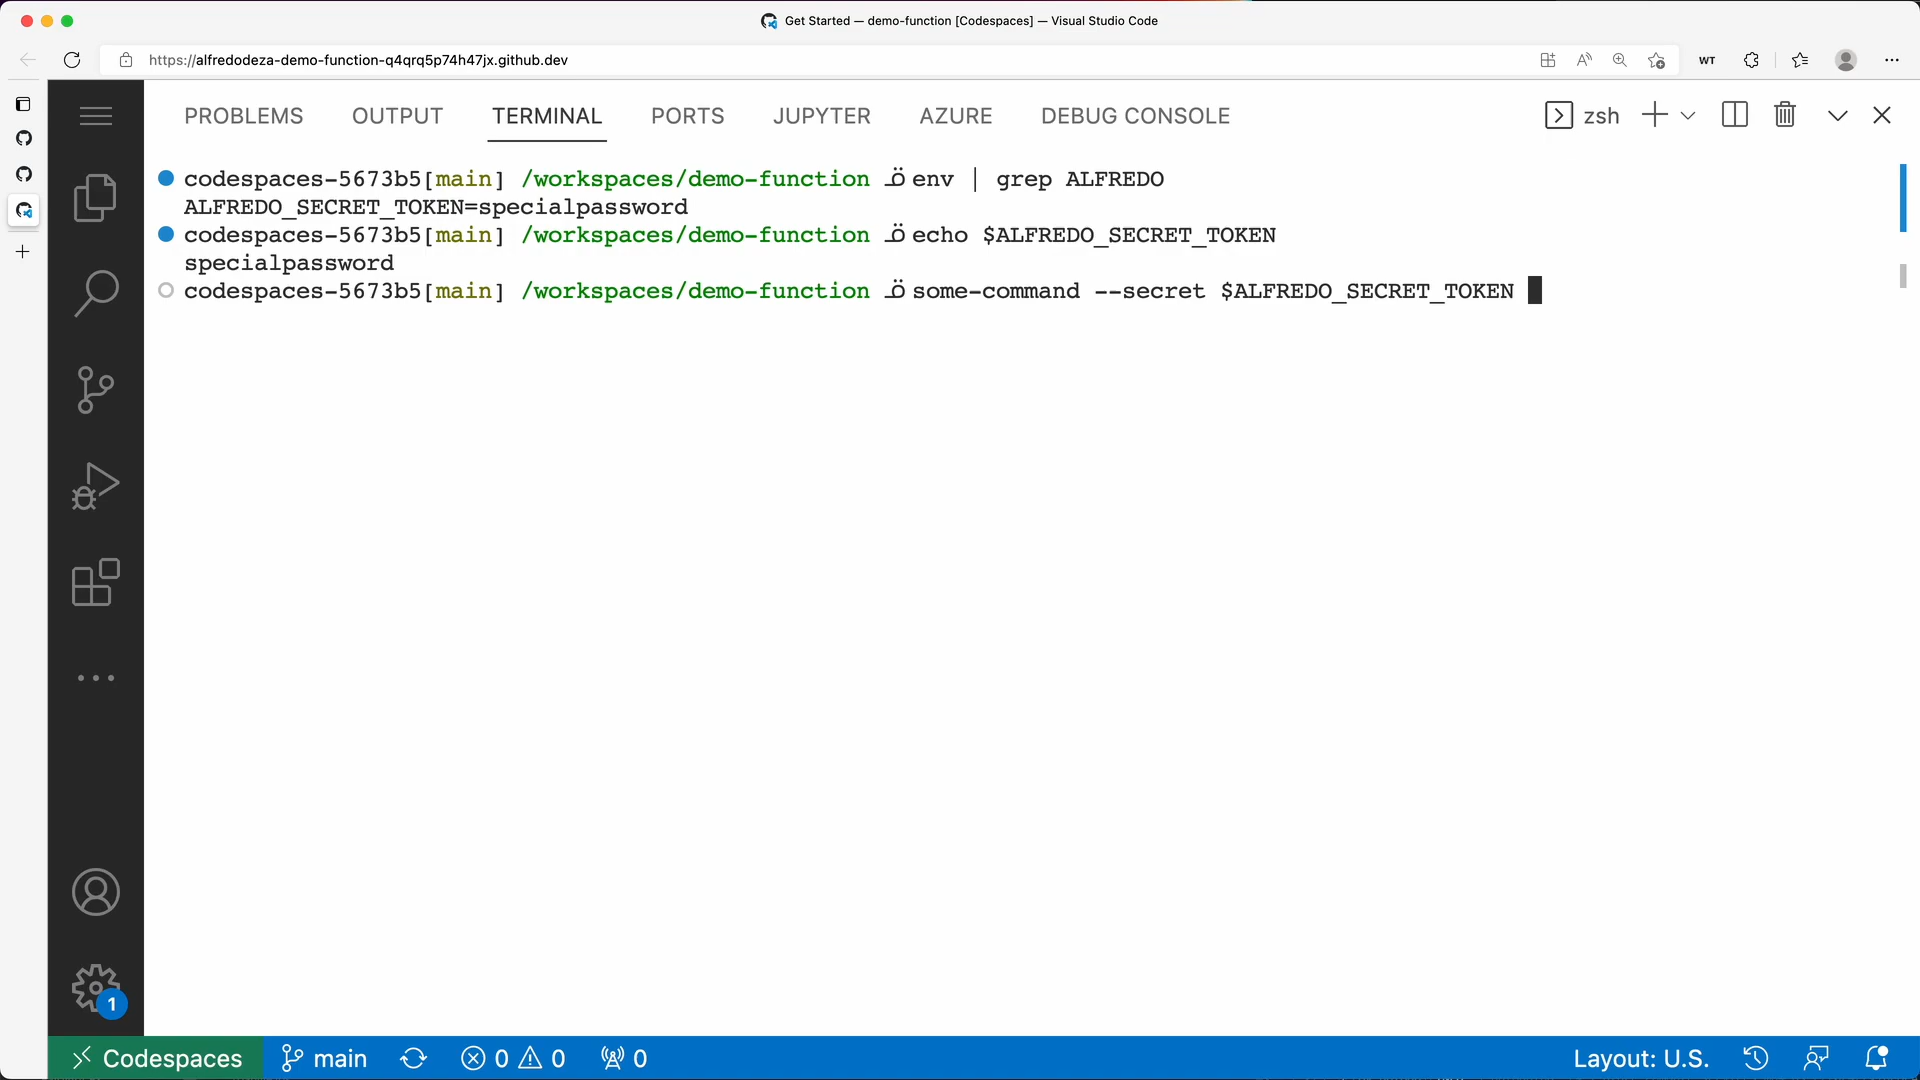 Get Started — demo-function [Codespaces] — Visual Studio Code
https://alfredodeza-demo-function-q4qrq5p74h47jx.github.dev
WT
PROBLEMS OUTPUT TERMINAL PORTS JUPYTER AZURE DEBUG CONSOLE zsh
codespaces-5673b5[main] /workspaces/demo-function env | grep ALFREDO
ALFREDO_SECRET_TOKEN=specialpassword
codespaces-5673b5[main] /workspaces/demo-function echo $ALFREDO_SECRET_TOKEN
specialpassword
codespaces-5673b5[main] /workspaces/demo-function some-command --secret $ALFREDO_SECRET_TOKEN
1
Codespaces main 0 0 0 Layout: U.S.